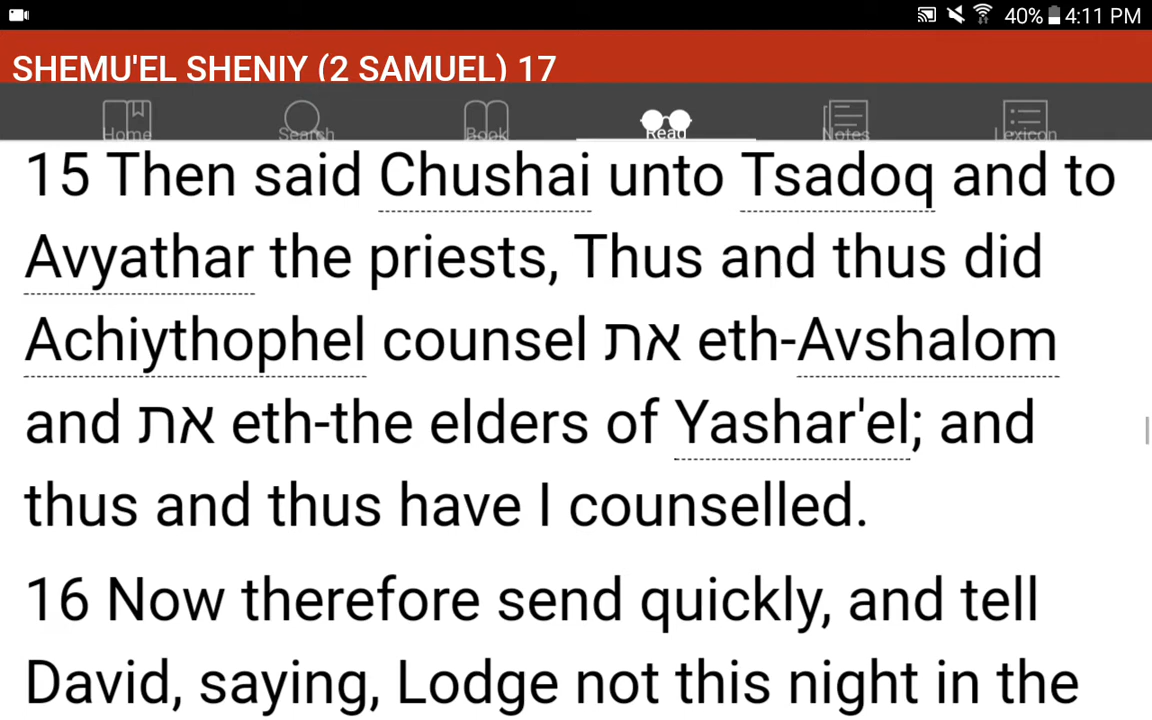 40% 4:11 PM
SHEMU'EL SHENIY (2 SAMUEL) 17
Home Search Book Read Notes Lexicon
15 Then said Chushai unto Tsadoq and to
Avyathar the priests, Thus and thus did
Achiythophel counsel את eth-Avshalom
and את eth-the elders of Yashar'el; and
thus and thus have I counselled.
16 Now therefore send quickly, and tell
David, saying, Lodge not this night in the